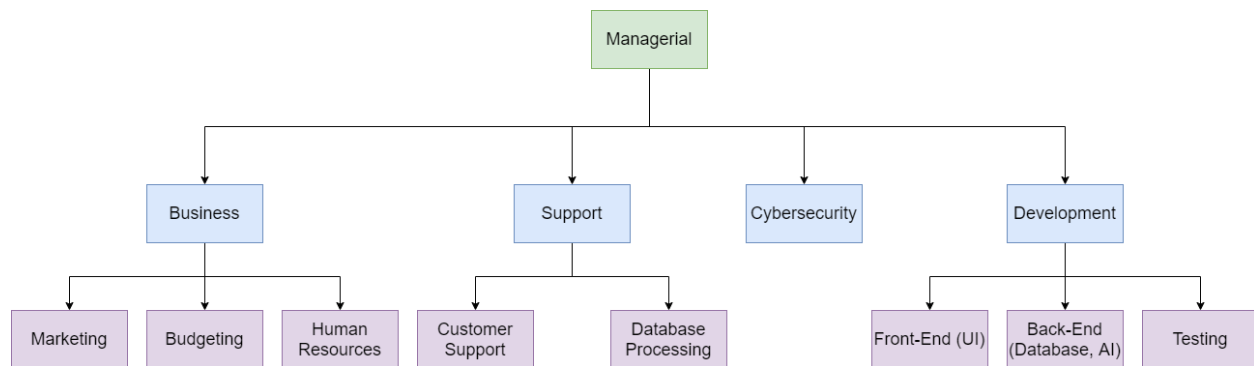 Managerial
Business
Support
Cybersecurity
Development
Marketing
Budgeting
Human
Resources
Customer
Support
Database
Processing
Front-End (UI)
Back-End
(Database, AI)
Testing